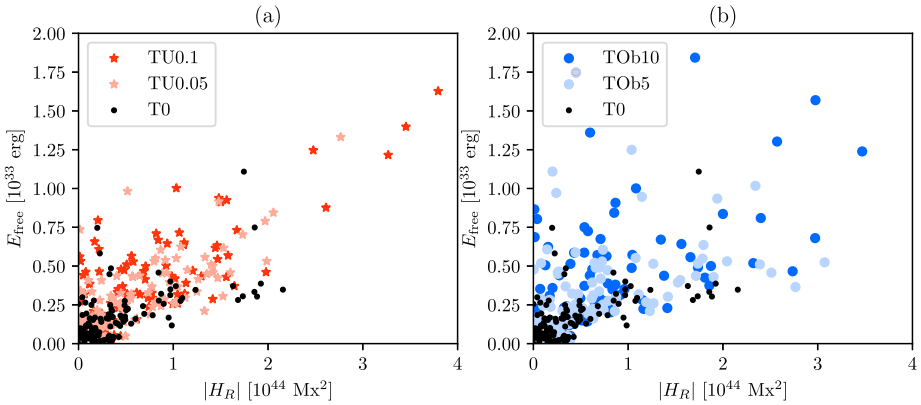 (a)
(b)
2.00
1.75
1.50
1.25
1.00
0.75
0.50
0.25
0.00
E_free [10^33 erg]
TU0.1
TU0.05
T0
0 1 2 3 4
|H_R| [10^44 Mx^2]
2.00
1.75
1.50
1.25
1.00
0.75
0.50
0.25
0.00
E_free [10^33 erg]
TOb10
TOb5
T0
0 1 2 3 4
|H_R| [10^44 Mx^2]